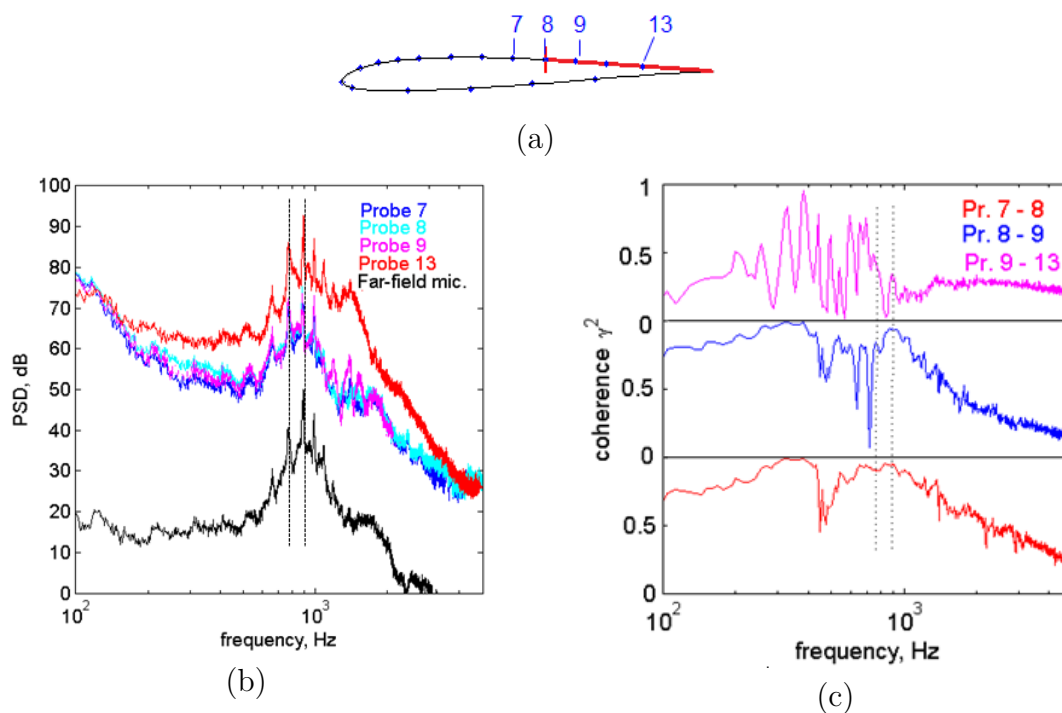 7 8 9 13
(a)
100
90
80
70
60
50
40
30
20
10
0
PSD, dB
Probe 7
Probe 8
Probe 9
Probe 13
Far-field mic.
10²
10³
frequency, Hz
(b)
1
0.5
0
0.5
0
0.5
0
coherence γ²
Pr. 7 - 8
Pr. 8 - 9
Pr. 9 - 13
10²
10³
frequency, Hz
(c)